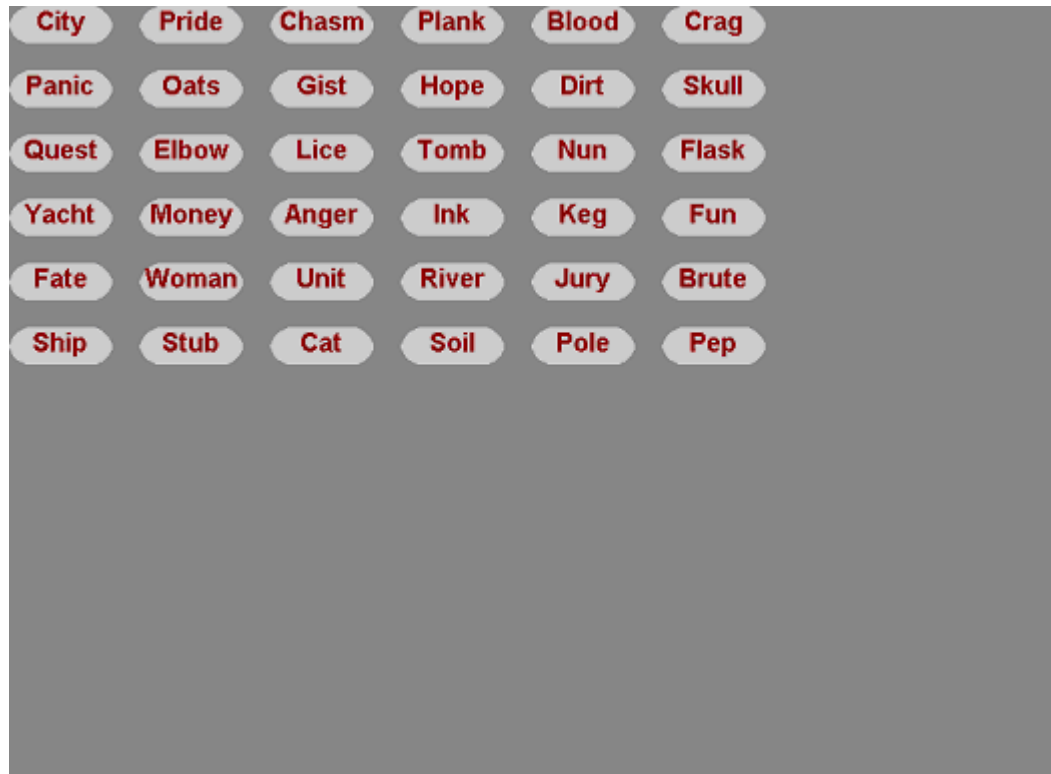 City Pride Chasm Plank Blood Crag
Panic Oats Gist Hope Dirt Skull
Quest Elbow Lice Tomb Nun Flask
Yacht Money Anger Ink Keg Fun
Fate Woman Unit River Jury Brute
Ship Stub Cat Soil Pole Pep